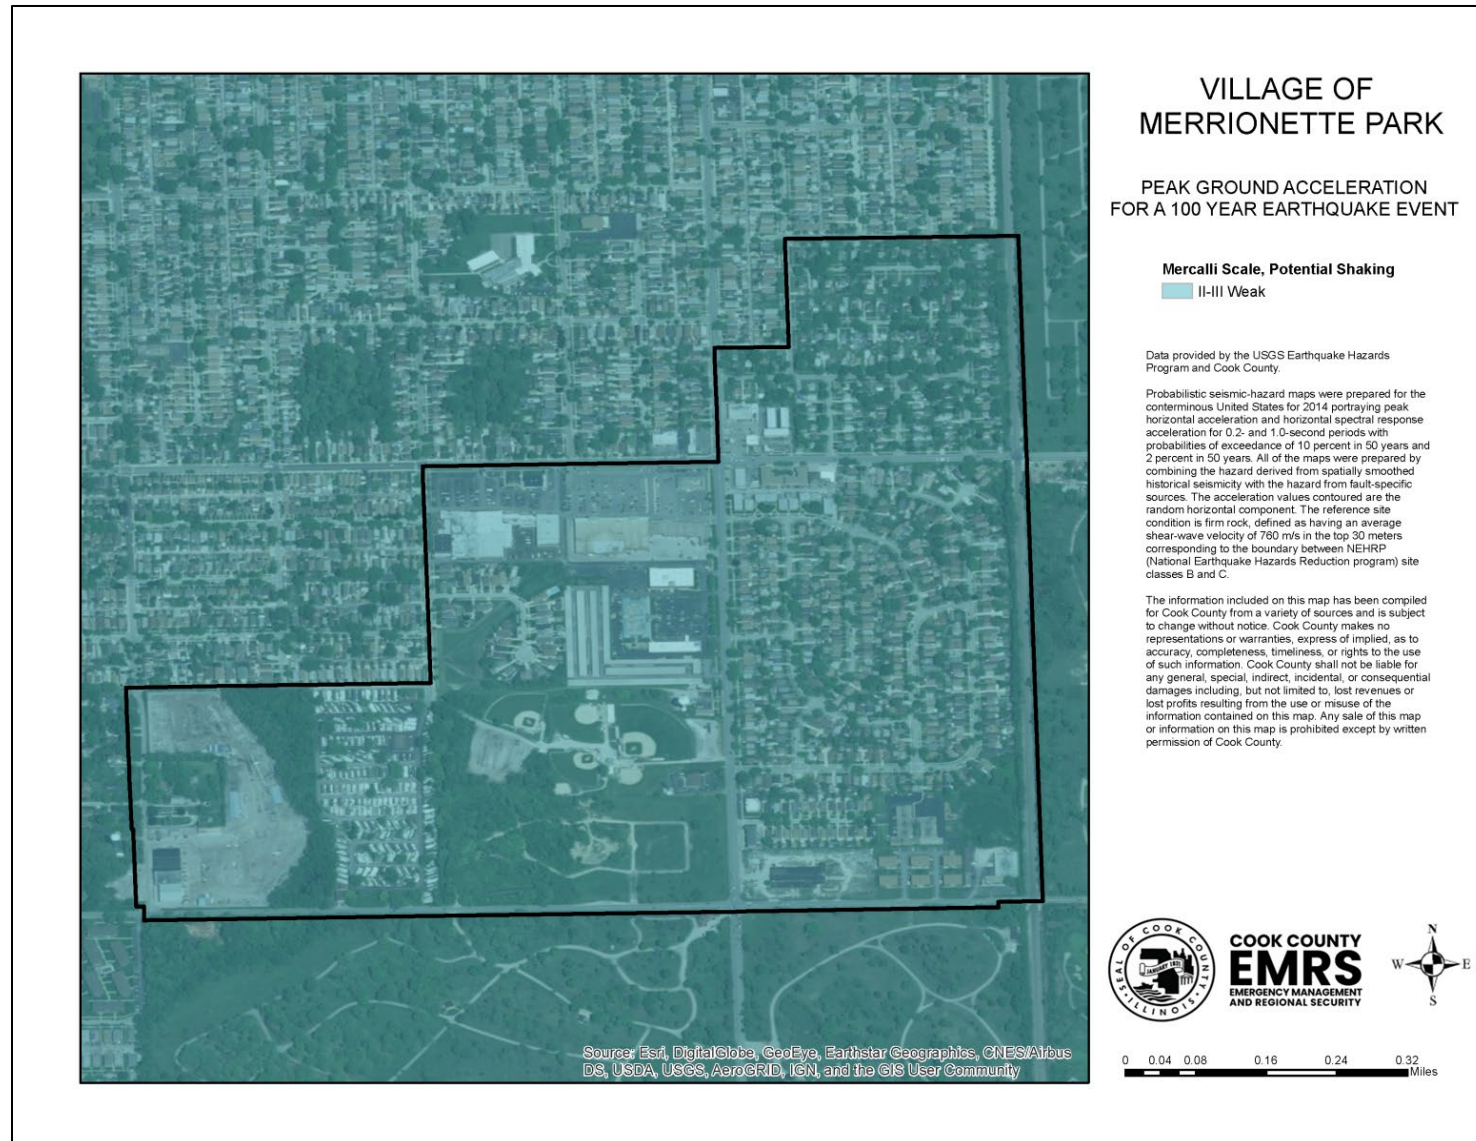 VILLAGE OF
MERRIONETTE PARK
PEAK GROUND ACCELERATION
FOR A 100 YEAR EARTHQUAKE EVENT
Mercalli Scale, Potential Shaking
II-III Weak
Data provided by the USGS Earthquake Hazards
Program and Cook County.
Probabilistic seismic-hazard maps were prepared for the
conterminous United States for 2014 portraying peak
horizontal acceleration and horizontal spectral response
acceleration for 0.2- and 1.0-second periods with
probabilities of exceedance of 10 percent in 50 years and
2 percent in 50 years. All of the maps were prepared by
combining the hazard derived from spatially smoothed
historical seismicity with the hazard from fault-specific
sources. The acceleration values contoured are the
random horizontal component. The reference site
condition is firm rock, defined as having an average
shear-wave velocity of 760 m/s in the top 30 meters
corresponding to the boundary between NEHRP
(National Earthquake Hazards Reduction program) site
classes B and C.
The information included on this map has been compiled
for Cook County from a variety of sources and is subject
to change without notice. Cook County makes no
representations or warranties, express of implied, as to
accuracy, completeness, timeliness, or rights to the use
of such information. Cook County shall not be liable for
any general, special, indirect, incidental, or consequential
damages including, but not limited to, lost revenues or
lost profits resulting from the use or misuse of the
information contained on this map. Any sale of this map
or information on this map is prohibited except by written
permission of Cook County.
SEAL OF COOK COUNTY
JANUARY 1831
ILLINOIS
COOK COUNTY
EMRS
EMERGENCY MANAGEMENT
AND REGIONAL SECURITY
N
W E
S
0 0.04 0.08 0.16 0.24 0.32
Miles
Source: Esri, DigitalGlobe, GeoEye, Earthstar Geographics, CNES/Airbus
DS, USDA, USGS, AeroGRID, IGN, and the GIS User Community